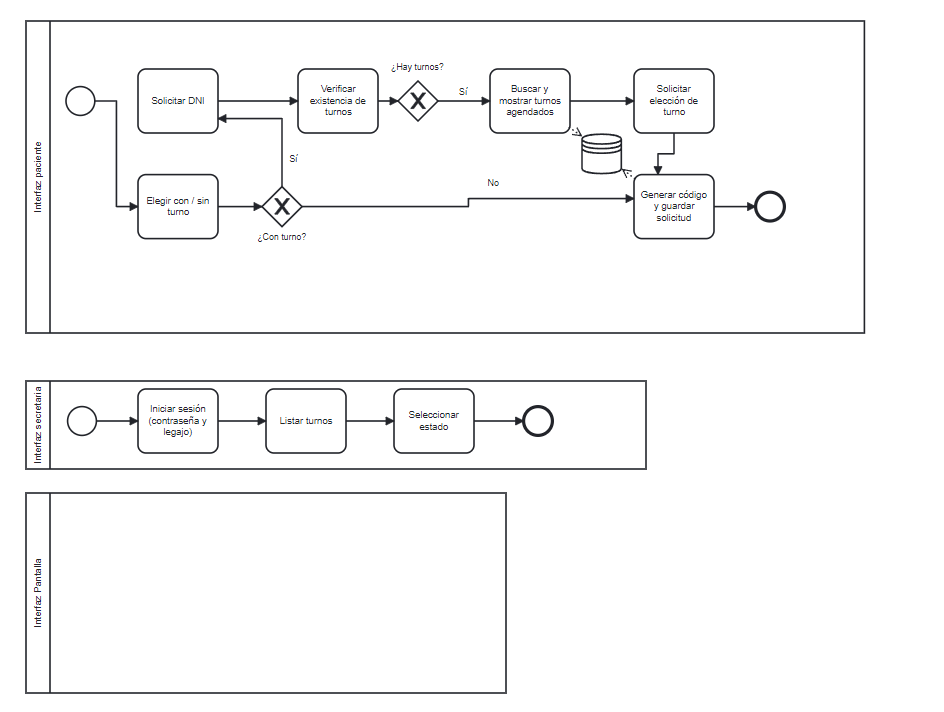 Interfaz paciente
¿Hay turnos?
Solicitar DNI
Verificar
existencia de
turnos
Sí
Buscar y
mostrar turnos
agendados
Solicitar
elección de
turno
Sí
No
Elegir con / sin
turno
¿Con turno?
Generar código
y guardar
solicitud
Interfaz secretaria
Iniciar sesión
(contraseña y
legajo)
Listar turnos
Seleccionar
estado
Interfaz Pantalla